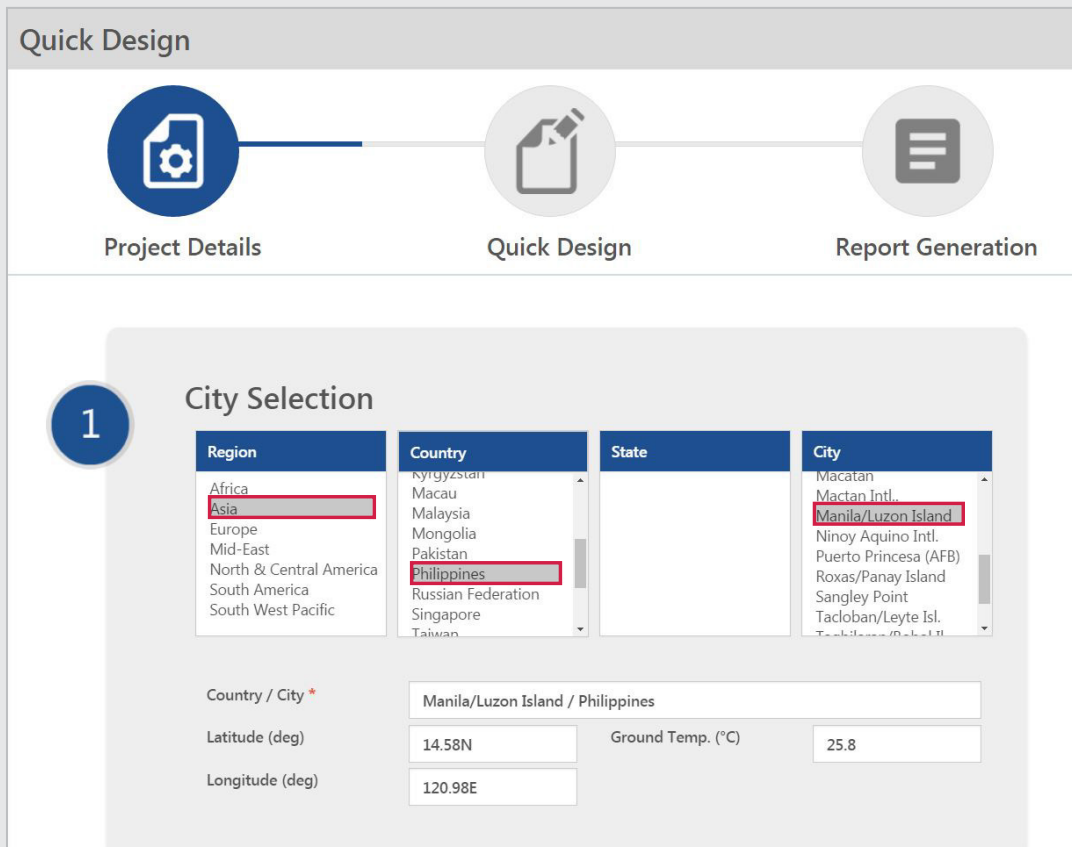 Quick Design
Project Details
Quick Design
Report Generation
1
City Selection
Region
Africa
Asia
Europe
Mid-East
North & Central America
South America
South West Pacific
Country
Kyrgyzstan
Macau
Malaysia
Mongolia
Pakistan
Philippines
Russian Federation
Singapore
Taiwan
State
City
Macatan
Mactan Intl..
Manila/Luzon Island
Ninoy Aquino Intl.
Puerto Princesa (AFB)
Roxas/Panay Island
Sangley Point
Tacloban/Leyte Isl.
Country / City *
Manila/Luzon Island / Philippines
Latitude (deg)
14.58N
Ground Temp. (°C)
25.8
Longitude (deg)
120.98E